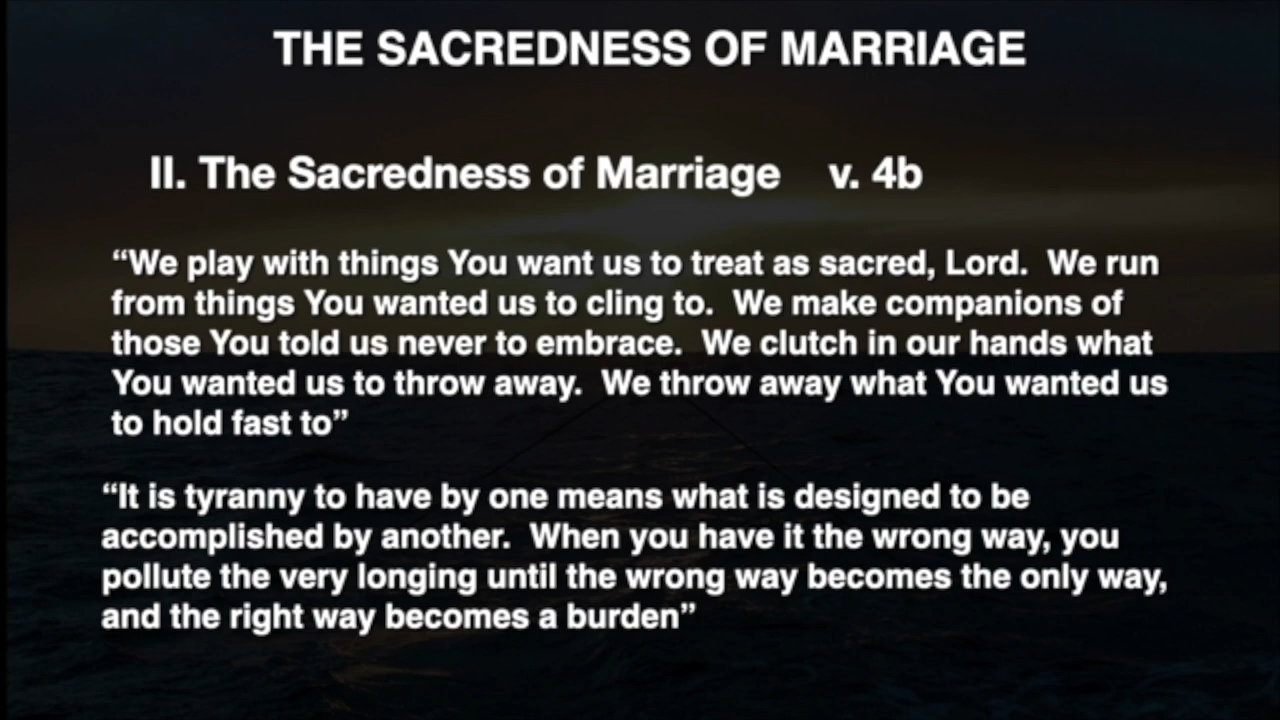 THE SACREDNESS OF MARRIAGE
II. The Sacredness of Marriage v. 4b
“We play with things You want us to treat as sacred, Lord. We run
from things You wanted us to cling to. We make companions of
those You told us never to embrace. We clutch in our hands what
You wanted us to throw away. We throw away what You wanted us
to hold fast to”
“It is tyranny to have by one means what is designed to be
accomplished by another. When you have it the wrong way, you
pollute the very longing until the wrong way becomes the only way,
and the right way becomes a burden”